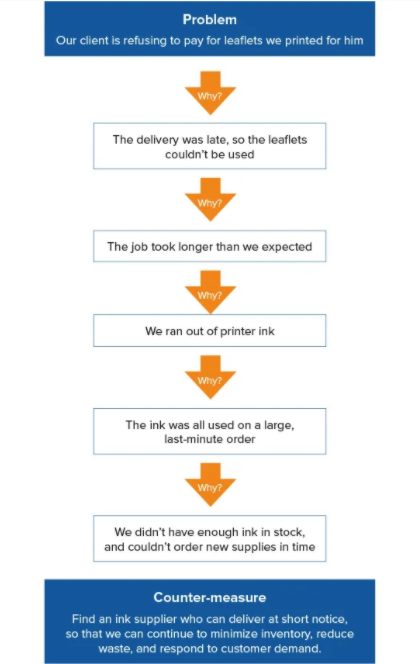 Problem
Our client is refusing to pay for leaflets we printed for him
Why?
The delivery was late, so the leaflets
couldn't be used
Why?
The job took longer than we expected
Why?
We ran out of printer ink
Why?
The ink was all used on a large,
last-minute order
Why?
We didn't have enough ink in stock,
and couldn't order new supplies in time
Counter-measure
Find an ink supplier who can deliver at short notice,
so that we can continue to minimize inventory, reduce
waste, and respond to customer demand.